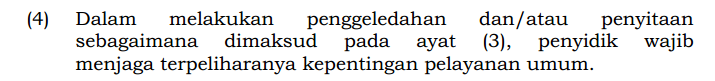 (4) Dalam melakukan penggeledahan dan/atau penyitaan
sebagaimana dimaksud pada ayat (3), penyidik wajib
menjaga terpeliharanya kepentingan pelayanan umum.